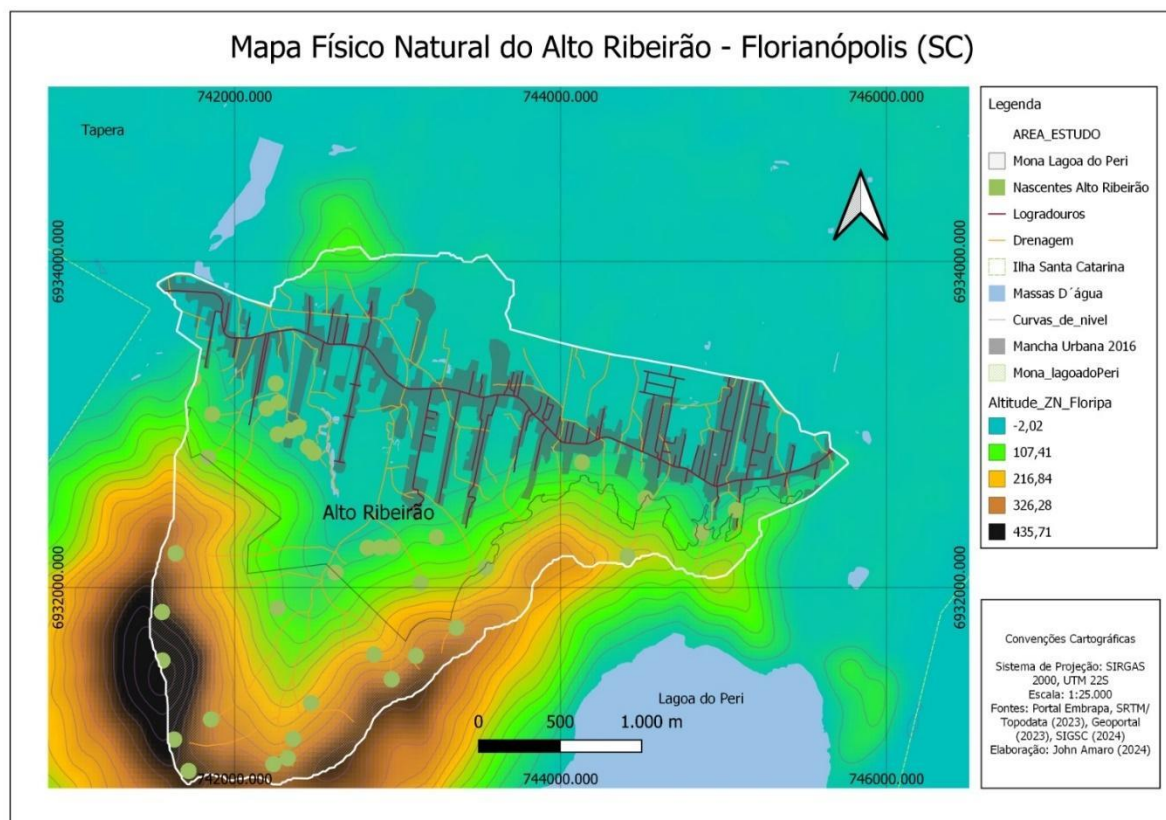 Mapa Físico Natural do Alto Ribeirão - Florianópolis (SC)
742000.000
744000.000
746000.000
Tapera
6934000.000
6934000.000
Alto Ribeirão
6932000.000
6932000.000
Lagoa do Peri
0 500 1.000 m
742000.000
744000.000
746000.000
Legenda
AREA_ESTUDO
Mona Lagoa do Peri
Nascentes Alto Ribeirão
Logradouros
Drenagem
Ilha Santa Catarina
Massas D´água
Curvas_de_nivel
Mancha Urbana 2016
Mona_lagoadoPeri
Altitude_ZN_Floripa
-2,02
107,41
216,84
326,28
435,71
Convenções Cartográficas
Sistema de Projeção: SIRGAS
2000, UTM 22S
Escala: 1:25.000
Fontes: Portal Embrapa, SRTM/
Topodata (2023), Geoportal
(2023), SIGSC (2024)
Elaboração: John Amaro (2024)